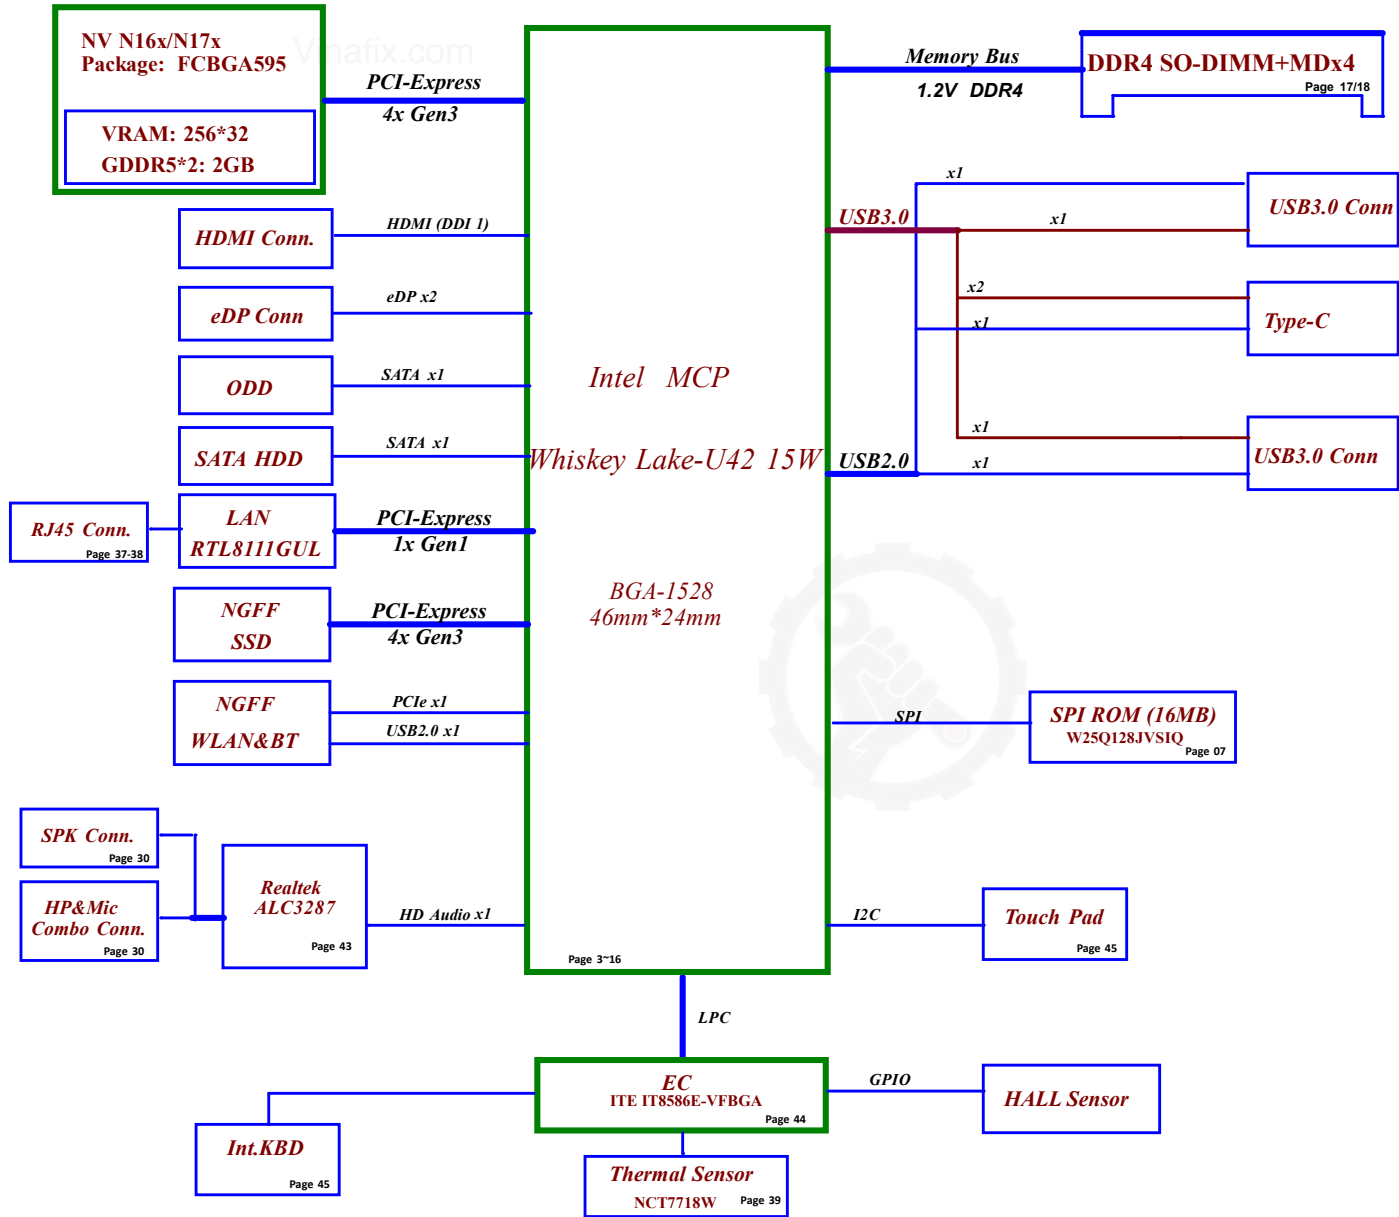 NV N16x/N17x
Package: FCBGA595
VRAM: 256*32
GDDR5*2: 2GB
Vinafix.com
PCI-Express
4x Gen3
Memory Bus
1.2V DDR4
DDR4 SO-DIMM+MDx4
Page 17/18
HDMI Conn.
HDMI (DDI 1)
eDP Conn
eDP x2
ODD
SATA x1
SATA HDD
SATA x1
RJ45 Conn.
Page 37-38
LAN
RTL8111GUL
PCI-Express
1x Gen1
NGFF
SSD
PCI-Express
4x Gen3
NGFF
WLAN&BT
PCIe x1
USB2.0 x1
SPK Conn.
Page 30
HP&Mic
Combo Conn.
Page 30
Realtek
ALC3287
Page 43
HD Audio x1
Intel MCP
Whiskey Lake-U42 15W
BGA-1528
46mm*24mm
Page 3~16
USB3.0
USB2.0
x1
x1
USB3.0 Conn
x2
x1
Type-C
x1
x1
USB3.0 Conn
SPI
SPI ROM (16MB)
W25Q128JVSIQ
Page 07
I2C
Touch Pad
Page 45
LPC
EC
ITE IT8586E-VFBGA
Page 44
GPIO
HALL Sensor
Int.KBD
Page 45
Thermal Sensor
NCT7718W
Page 39